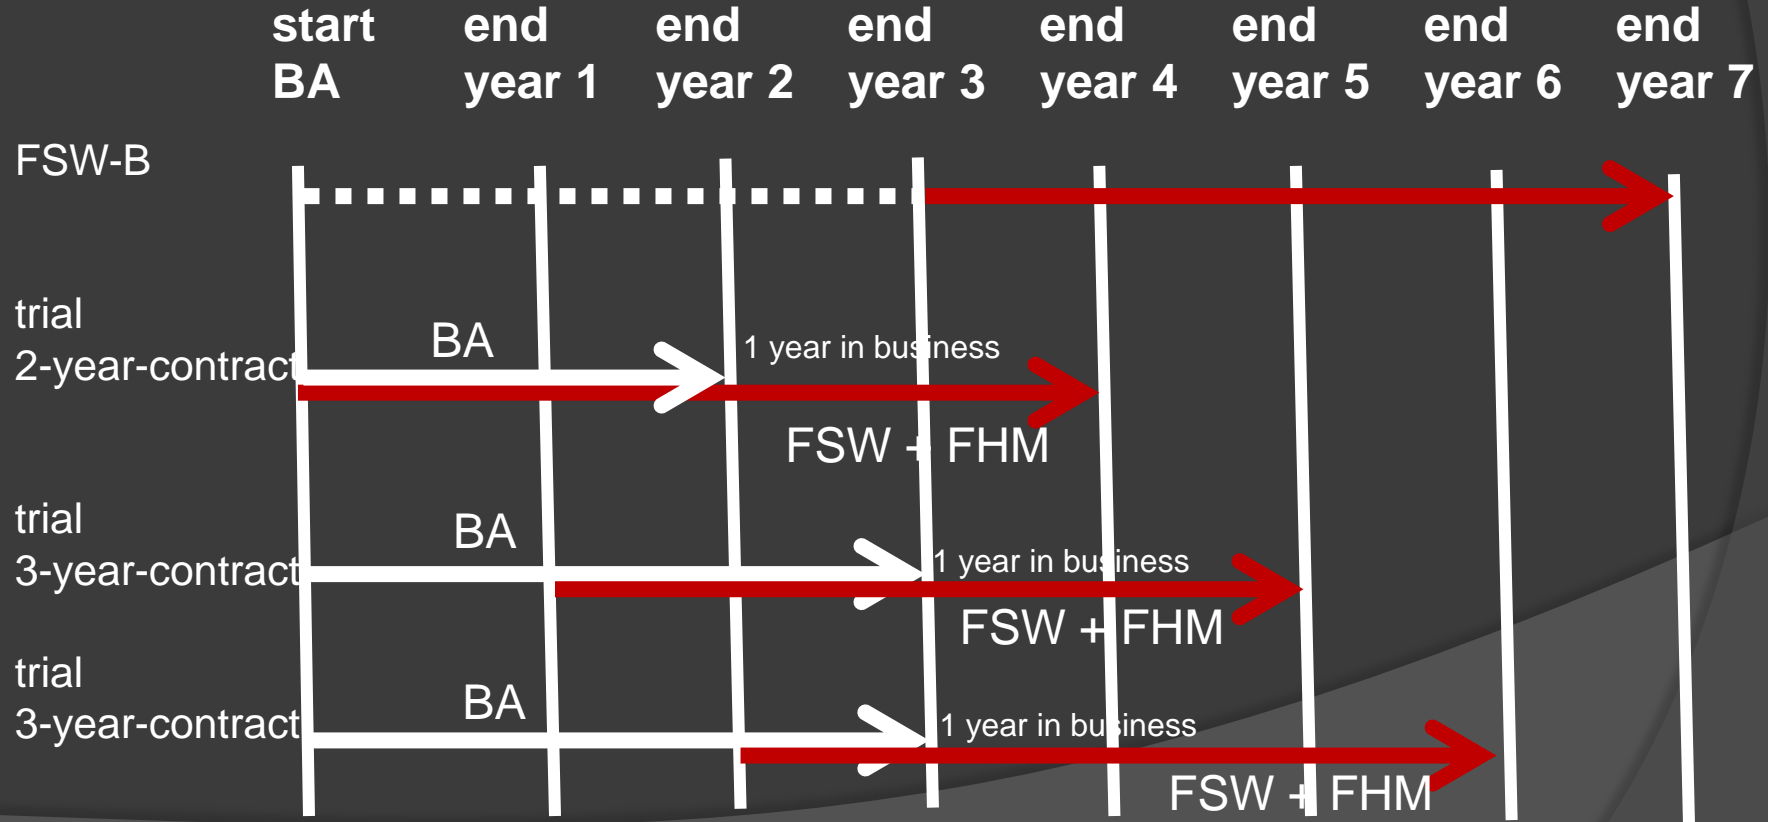 start end end end end end end end
BA year 1 year 2 year 3 year 4 year 5 year 6 year 7
FSW-B
trial
2-year-contract
BA
1 year in business
FSW + FHM
trial
3-year-contract
BA
1 year in business
FSW + FHM
trial
3-year-contract
BA
1 year in business
FSW + FHM